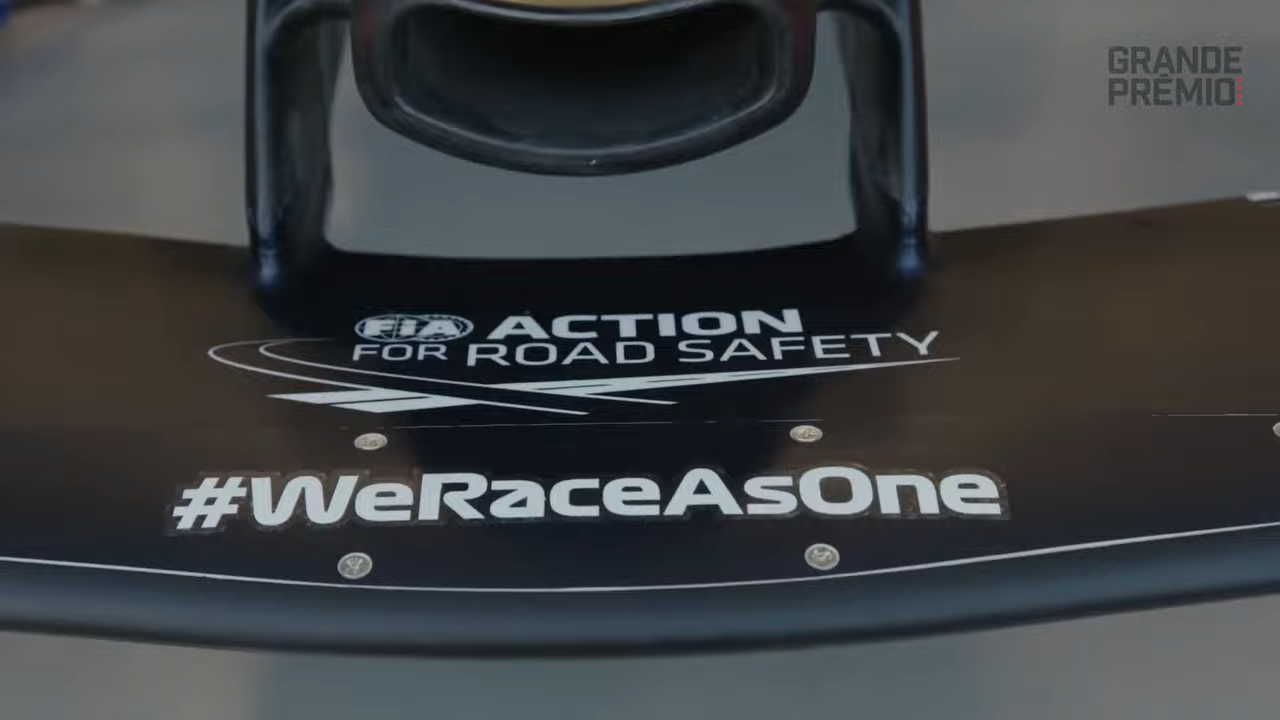 GRANDE
PRÊMIO
FIA ACTION
FOR ROAD SAFETY
#WeRaceAsOne